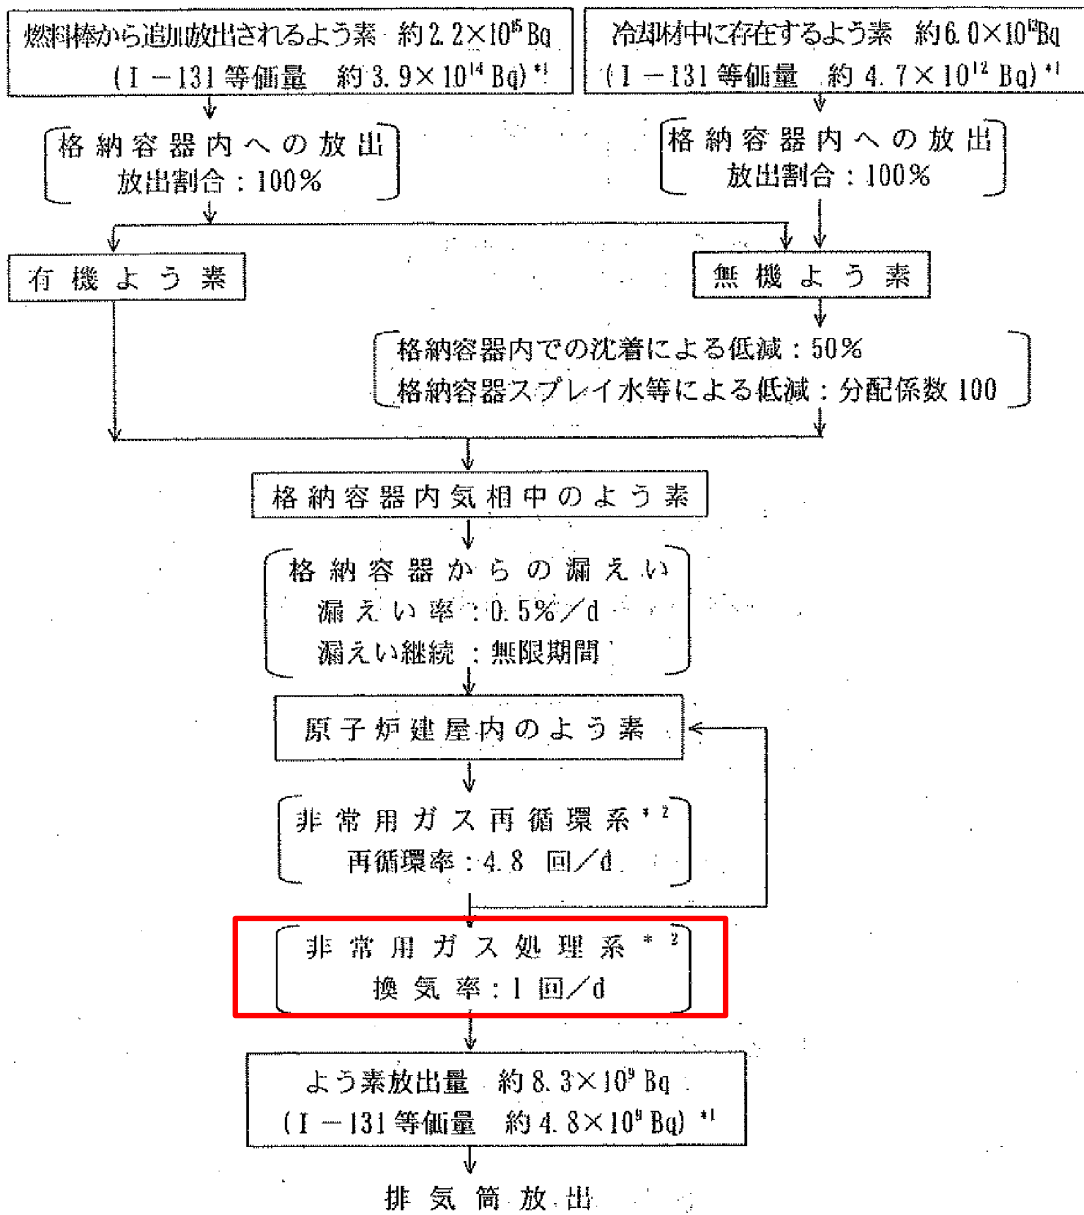 燃料棒から追加放出されるよう素 約2.2×10¹⁵Bq
(I－131等価量 約3.9×10¹⁴Bq)*¹
冷却材中に存在するよう素 約6.0×10¹²Bq
(I－131等価量 約4.7×10¹²Bq)*¹
格納容器内への放出
放出割合:100%
格納容器内への放出
放出割合:100%
有機よう素
無機よう素
格納容器内での沈着による低減:50%
格納容器スプレイ水等による低減:分配係数100
格納容器内気相中のよう素
格納容器からの漏えい
漏えい率:0.5%／d
漏えい継続:無限期間
原子炉建屋内のよう素
非常用ガス再循環系*²
再循環率:4.8 回／d
非常用ガス処理系*²
換気率:1回／d
よう素放出量 約8.3×10⁹Bq
(I－131等価量 約4.8×10⁹Bq)*¹
排気筒放出